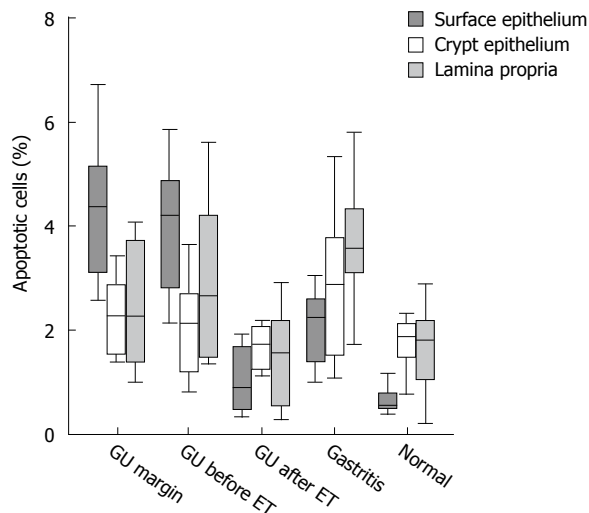 8
Surface epithelium
Crypt epithelium
Lamina propria
6
4
2
0
Apoptotic cells (%)
GU margin
GU before ET
GU after ET
Gastritis
Normal